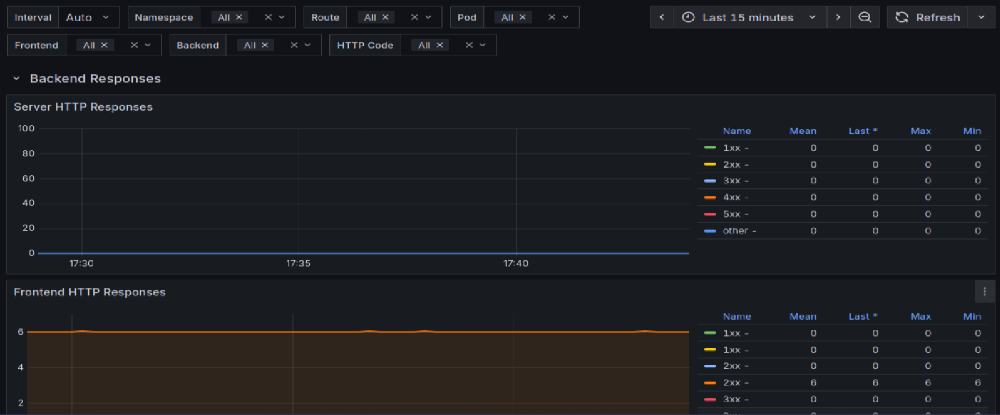 Interval Auto Namespace All × × Route All × × Pod All × × Last 15 minutes Refresh
Frontend All × × Backend All × × HTTP Code All × ×
Backend Responses
Server HTTP Responses
100
80
60
40
20
0
17:30 17:35 17:40
Name Mean Last * Max Min
1xx - 0 0 0 0
2xx - 0 0 0 0
3xx - 0 0 0 0
4xx - 0 0 0 0
5xx - 0 0 0 0
other - 0 0 0 0
Frontend HTTP Responses
6
4
2
Name Mean Last * Max Min
1xx - 0 0 0 0
1xx - 0 0 0 0
2xx - 0 0 0 0
2xx - 6 6 6 6
3xx - 0 0 0 0